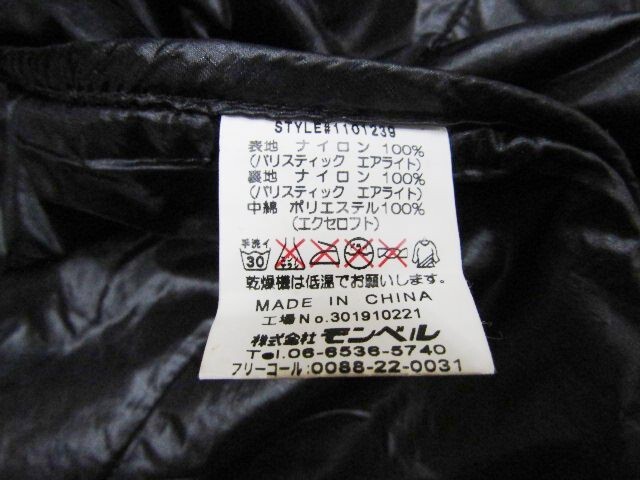 STYLE#1101239
表地 ナイロン 100%
(バリスティック エアライト)
裏地 ナイロン 100%
(バリスティック エアライト)
中綿 ポリエステル100%
(エクセロフト)
手洗イ
30
乾燥機は低温でお願いします.
MADE IN CHINA
工場No.301910221
株式会社 モンベル
Tel.06-6536-5740
フリーコール:0088-22-0031